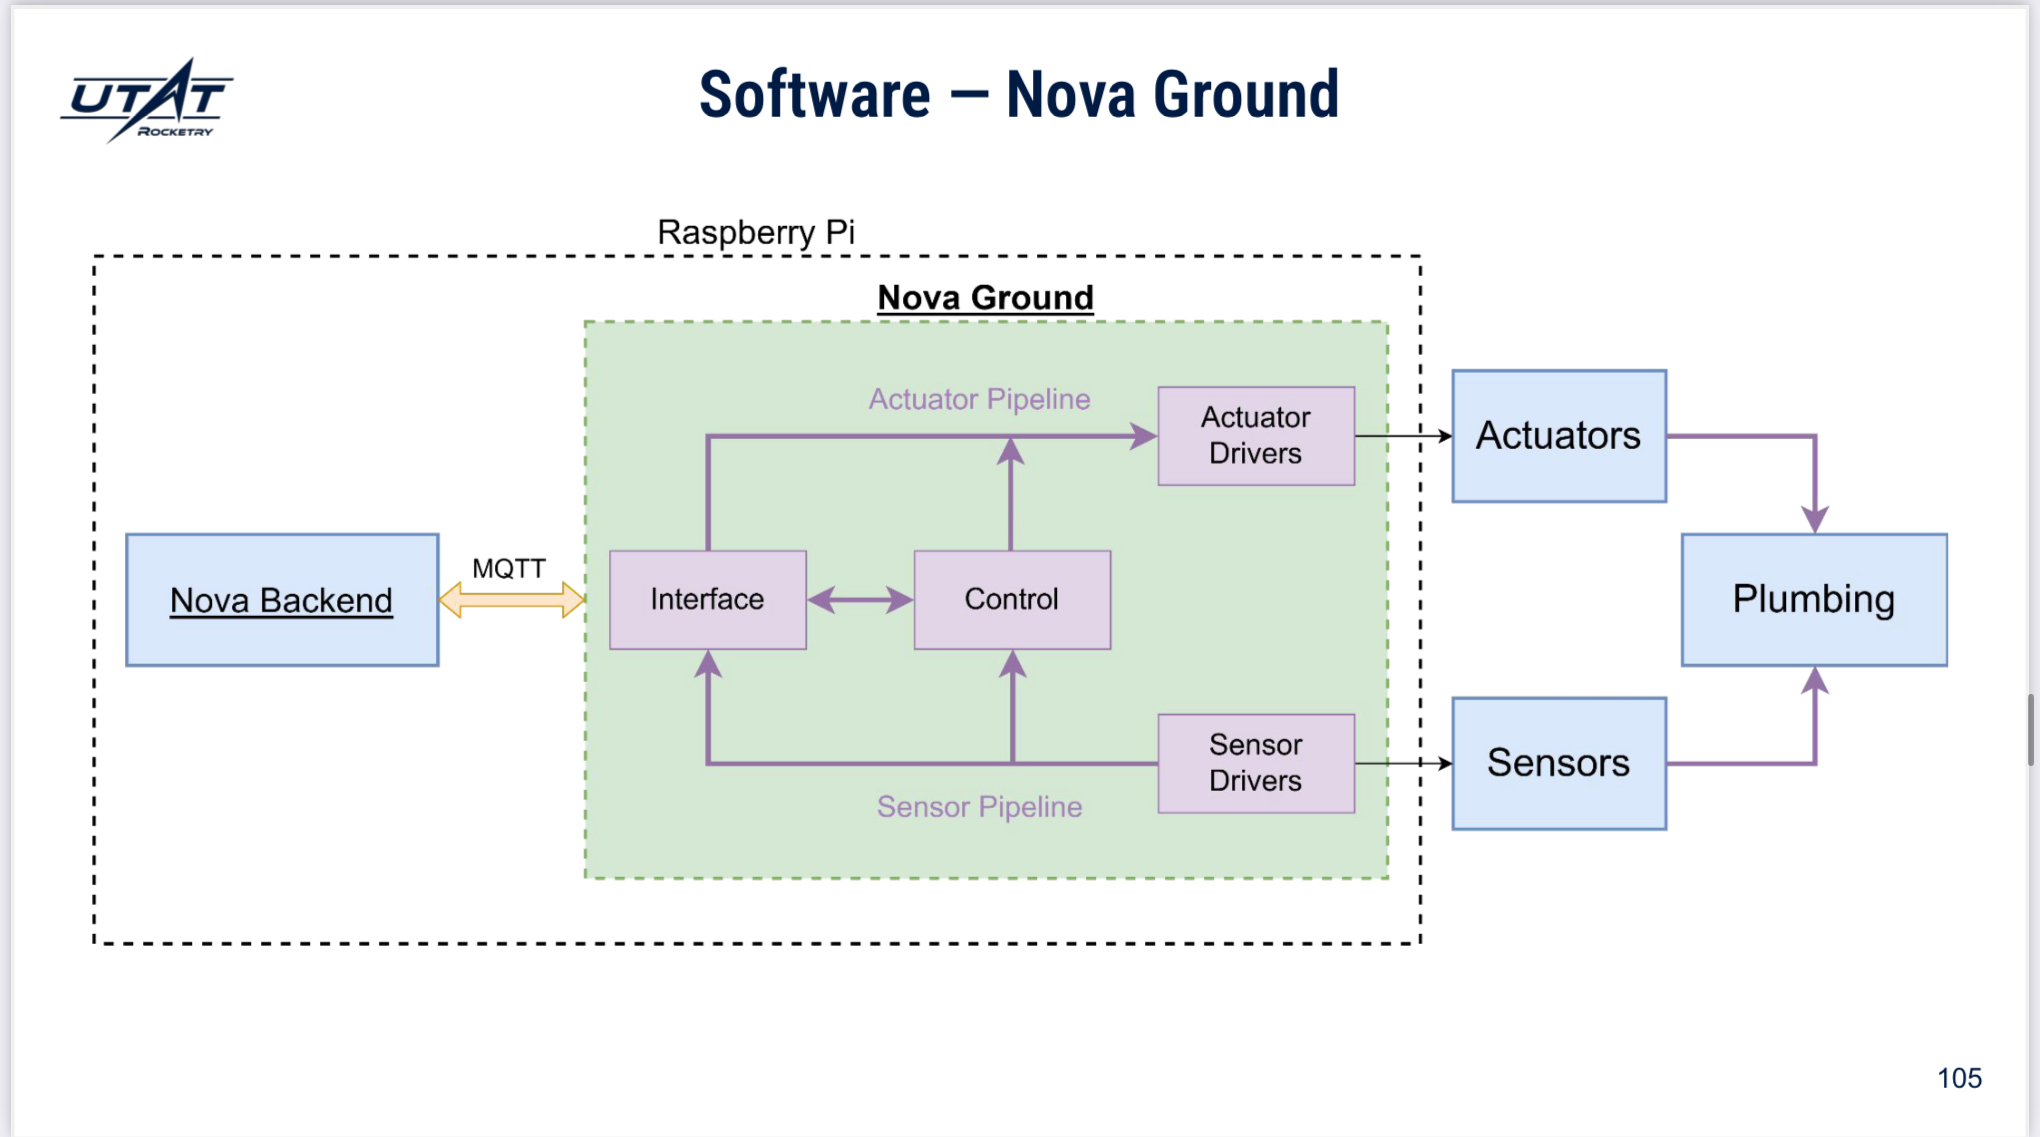 UTAT
ROCKETRY
Software — Nova Ground
Raspberry Pi
Nova Ground
Actuator Pipeline
Actuator
Drivers
Actuators
Nova Backend
MQTT
Interface
Control
Plumbing
Sensor
Drivers
Sensors
Sensor Pipeline
105